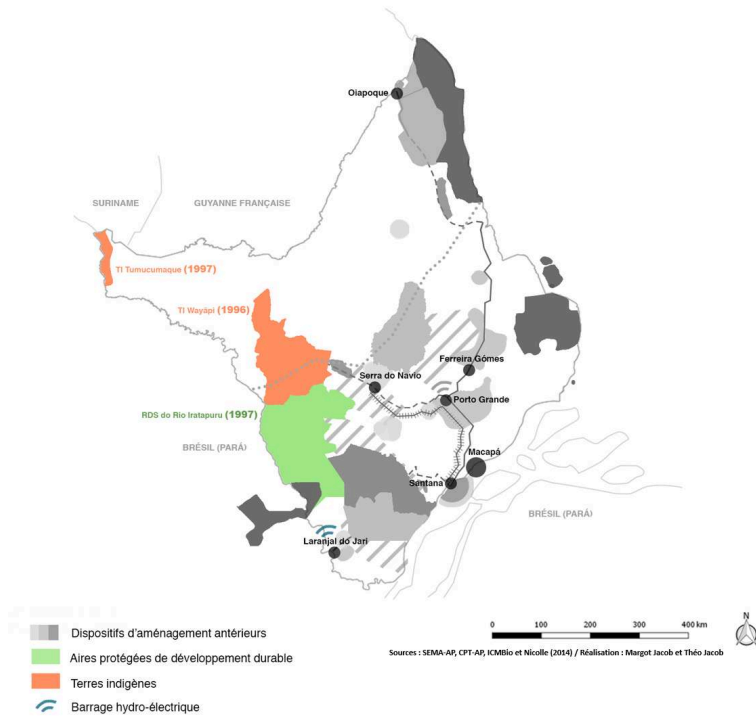 Oiapoque
SURINAME
GUYANNE FRANÇAISE
TI Tumucumaque (1997)
TI Wayãpi (1996)
Ferreira Gómes
Serra do Navio
Porto Grande
RDS do Rio Iratapuru (1997)
BRÉSIL (PARÁ)
Macapá
Santana
BRÉSIL (PARÁ)
Laranjal do Jari
N
0 100 200 300 400 km
Sources : SEMA-AP, CPT-AP, ICMBio et Nicolle (2014) / Réalisation : Margot Jacob et Théo Jacob
Dispositifs d'aménagement antérieurs
Aires protégées de développement durable
Terres indigènes
Barrage hydro-électrique